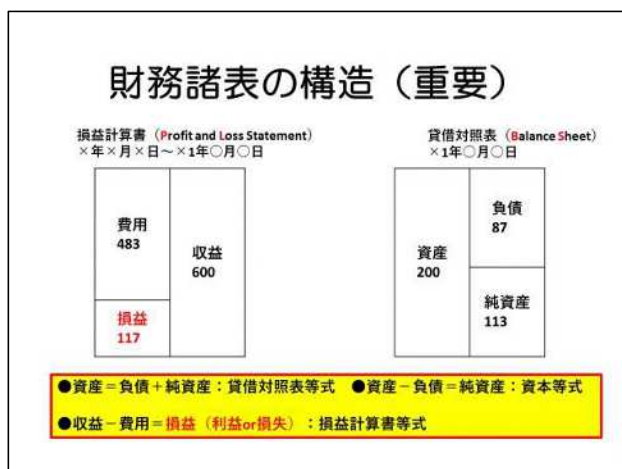 財務諸表の構造（重要）
損益計算書（Profit and Loss Statement）
×年×月×日～×1年○月○日
費用
483
収益
600
損益
117
貸借対照表（Balance Sheet）
×1年○月○日
資産
200
負債
87
純資産
113
●資産＝負債＋純資産：貸借対照表等式　●資産－負債＝純資産：資本等式
●収益－費用＝損益（利益or損失）：損益計算書等式